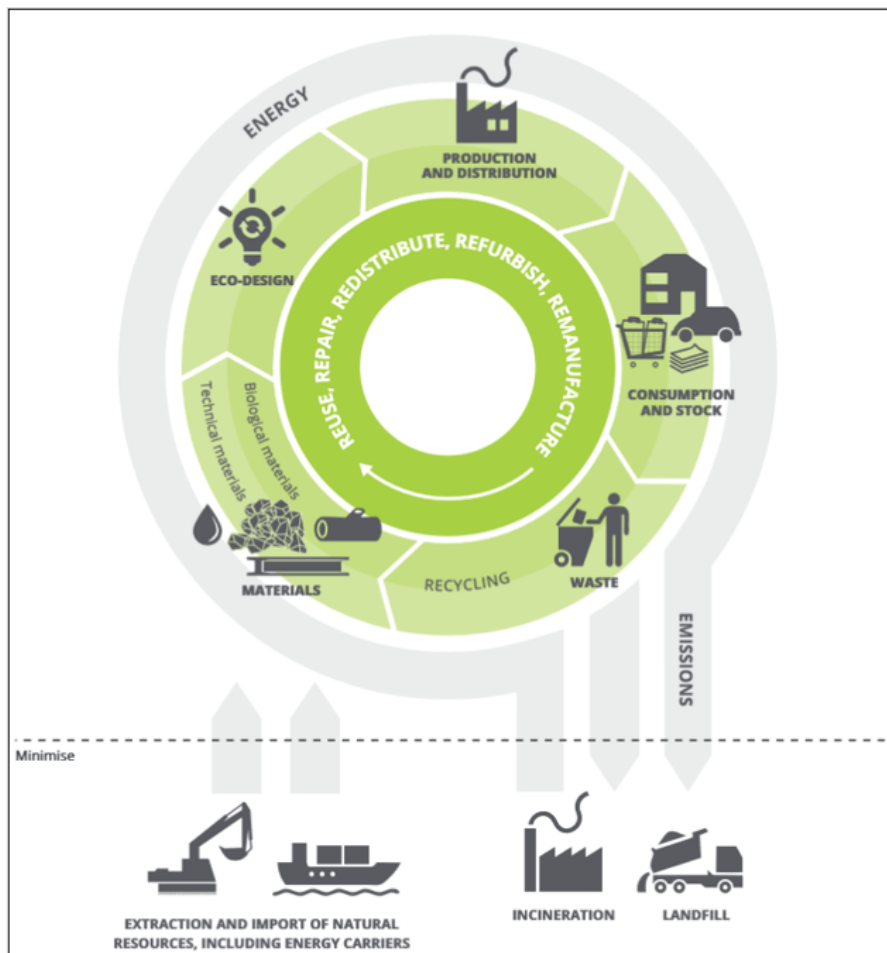 ENERGY
PRODUCTION
AND DISTRIBUTION
ECO-DESIGN
REUSE, REPAIR, REDISTRIBUTE, REFURBISH, REMANUFACTURE
CONSUMPTION
AND STOCK
Technical materials
Biological materials
MATERIALS
RECYCLING
WASTE
EMISSIONS
Minimise
EXTRACTION AND IMPORT OF NATURAL
RESOURCES, INCLUDING ENERGY CARRIERS
INCINERATION
LANDFILL